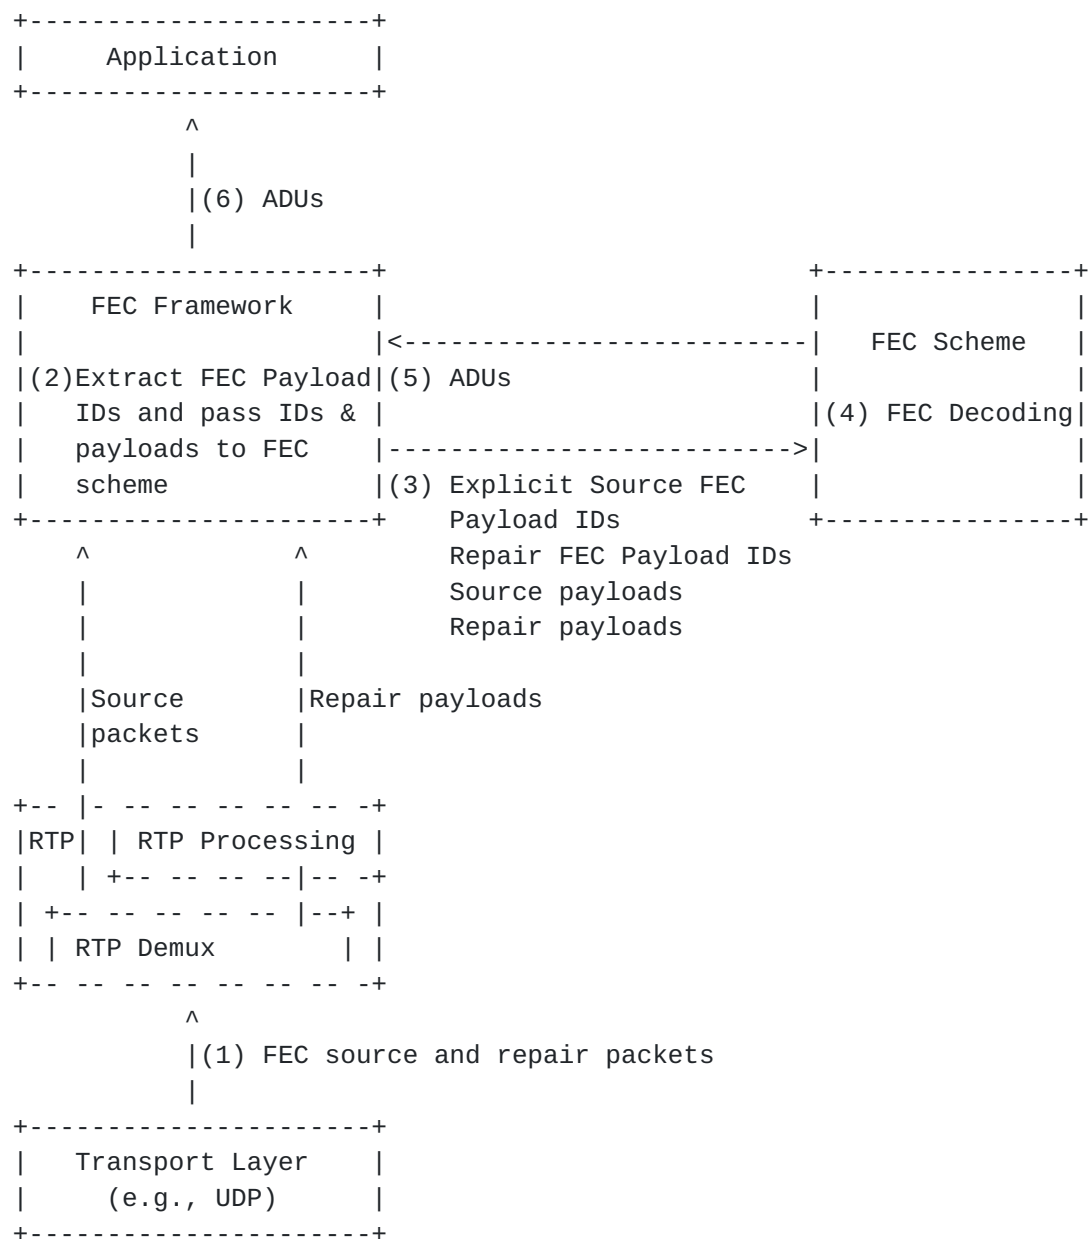 +----------------------+
|     Application      |
+----------------------+
           ^
           |
           |(6) ADUs
           |
+----------------------+                           +----------------+
|    FEC Framework     |                           |                |
|                      |<--------------------------|   FEC Scheme   |
|(2)Extract FEC Payload|(5) ADUs                   |                |
|   IDs and pass IDs & |                           |(4) FEC Decoding|
|   payloads to FEC    |-------------------------->|                |
|   scheme             |(3) Explicit Source FEC    |                |
+----------------------+    Payload IDs            +----------------+
    ^             ^         Repair FEC Payload IDs
    |             |         Source payloads
    |             |         Repair payloads
    |             |
    |Source       |Repair payloads
    |packets      |
    |             |
+-- |- -- -- -- -- -- -+
|RTP| | RTP Processing |
|   | +-- -- -- --|-- -+
| +-- -- -- -- -- |--+ |
| | RTP Demux        | |
+-- -- -- -- -- -- -- -+
           ^
           |(1) FEC source and repair packets
           |
+----------------------+
|   Transport Layer    |
|     (e.g., UDP)      |
+----------------------+